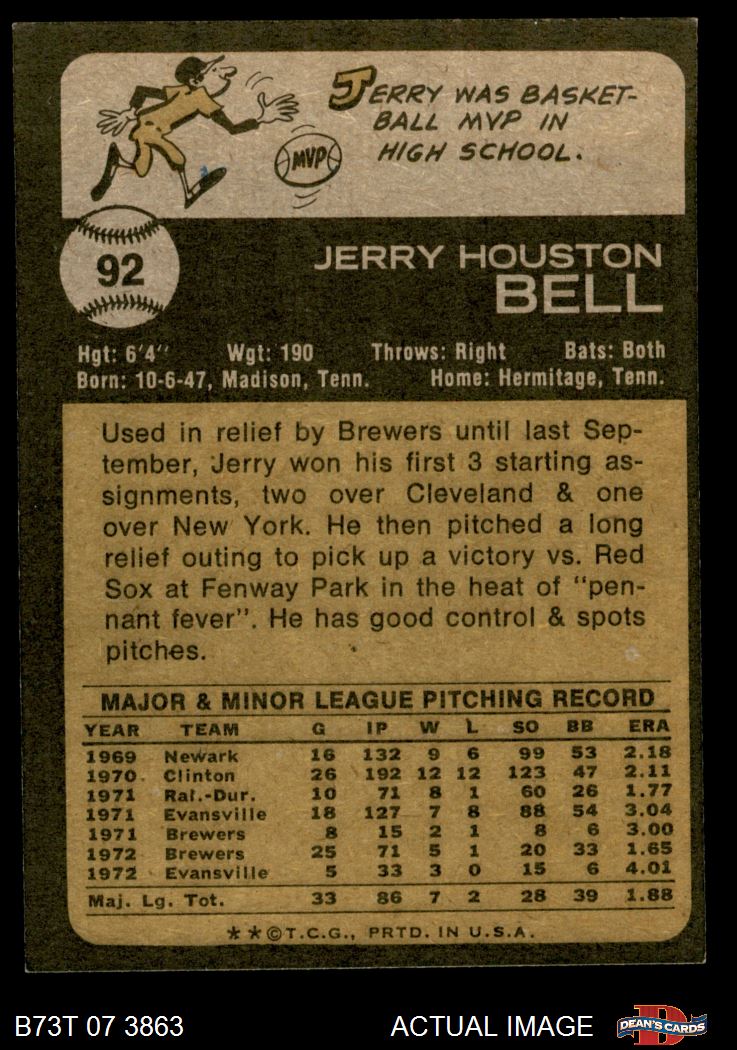 JERRY WAS BASKET-
BALL MVP IN
HIGH SCHOOL.
MVP
92
JERRY HOUSTON
BELL
Hgt: 6'4" Wgt: 190 Throws: Right Bats: Both
Born: 10-6-47, Madison, Tenn. Home: Hermitage, Tenn.
Used in relief by Brewers until last Sep-
tember, Jerry won his first 3 starting as-
signments, two over Cleveland & one
over New York. He then pitched a long
relief outing to pick up a victory vs. Red
Sox at Fenway Park in the heat of "pen-
nant fever". He has good control & spots
pitches.
MAJOR & MINOR LEAGUE PITCHING RECORD
YEAR TEAM G IP W L SO BB ERA
1969 Newark 16 132 9 6 99 53 2.18
1970 Clinton 26 192 12 12 123 47 2.11
1971 Ral.-Dur. 10 71 8 1 60 26 1.77
1971 Evansville 18 127 7 8 88 54 3.04
1971 Brewers 8 15 2 1 8 6 3.00
1972 Brewers 25 71 5 1 20 33 1.65
1972 Evansville 5 33 3 0 15 6 4.01
Maj. Lg. Tot. 33 86 7 2 28 39 1.88
**©T.C.G., PRTD. IN U.S.A.
B73T 07 3863 ACTUAL IMAGE D DEAN'S CARDS